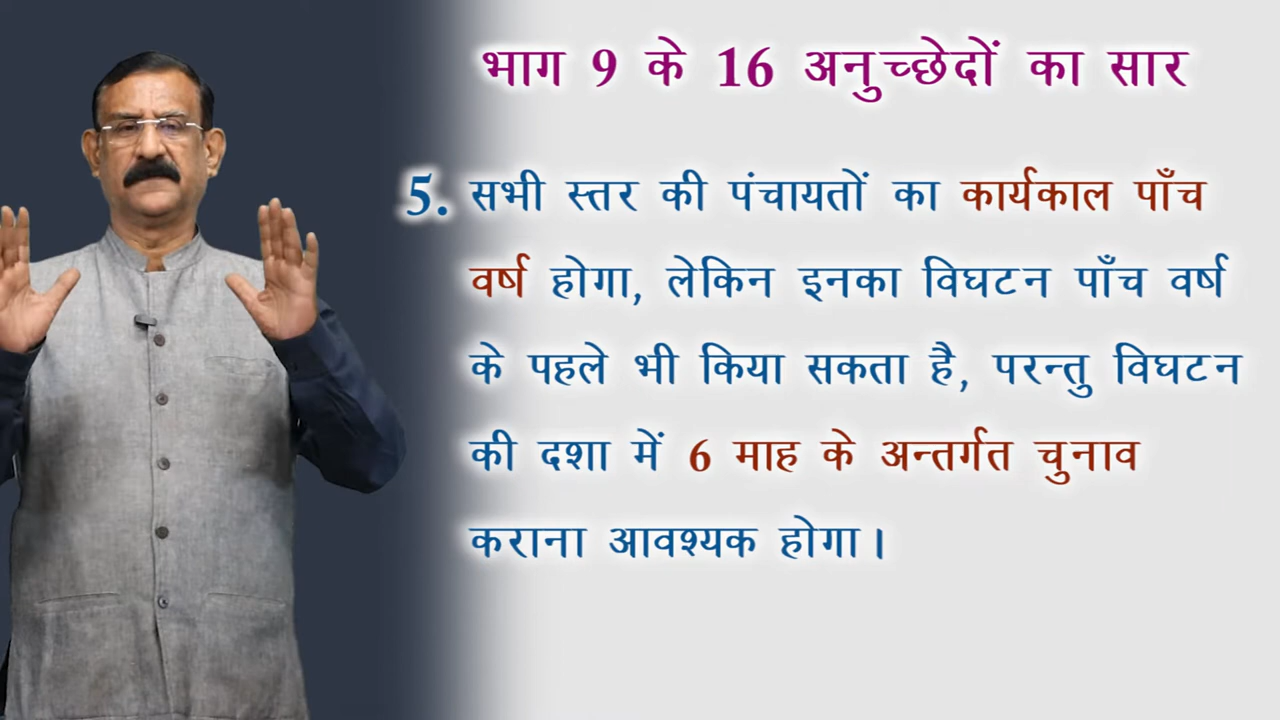 भाग 9 के 16 अनुच्छेदों का सार
5. सभी स्तर की पंचायतों का कार्यकाल पाँच
वर्ष होगा, लेकिन इनका विघटन पाँच वर्ष
के पहले भी किया सकता है, परन्तु विघटन
की दशा में 6 माह के अन्तर्गत चुनाव
कराना आवश्यक होगा।